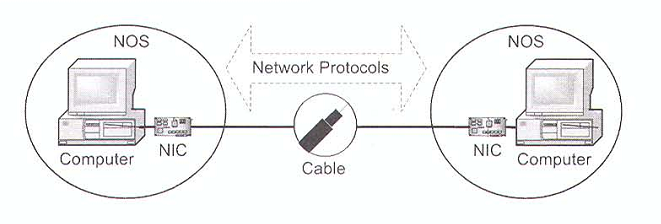 NOS
NOS
Network Protocols
Computer
NIC
Cable
NIC
Computer